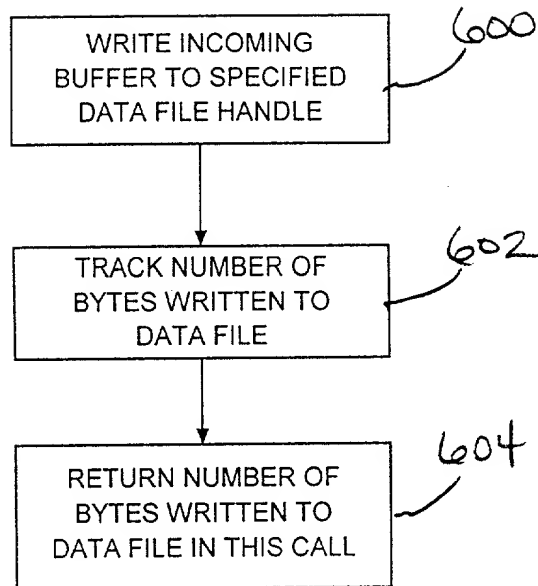 WRITE INCOMING
BUFFER TO SPECIFIED
DATA FILE HANDLE
600
TRACK NUMBER OF
BYTES WRITTEN TO
DATA FILE
602
RETURN NUMBER OF
BYTES WRITTEN TO
DATA FILE IN THIS CALL
604